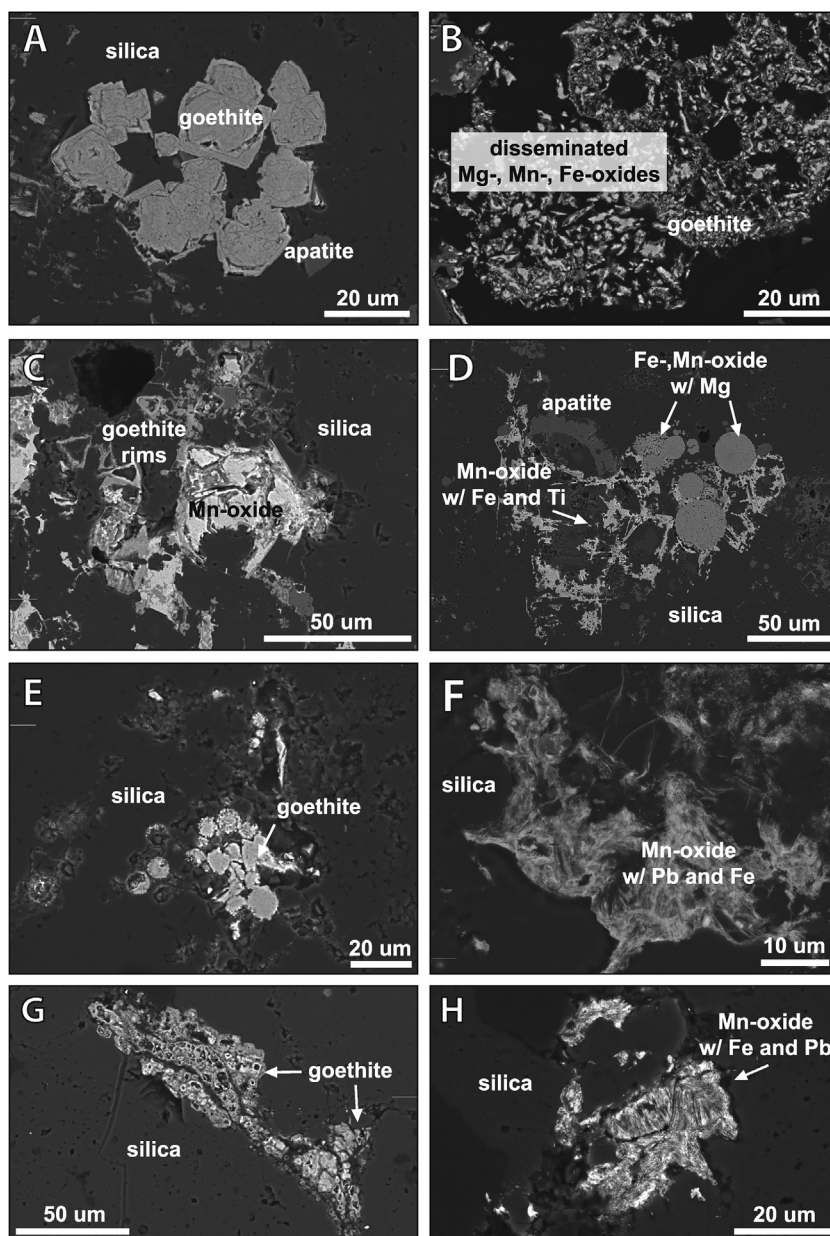 A
silica
goethite
apatite
20 um
B
disseminated
Mg-, Mn-, Fe-oxides
goethite
20 um
C
goethite
rims
silica
Mn-oxide
50 um
D
Fe-,Mn-oxide
w/ Mg
apatite
Mn-oxide
w/ Fe and Ti
silica
50 um
E
silica
goethite
20 um
F
silica
Mn-oxide
w/ Pb and Fe
10 um
G
goethite
silica
50 um
H
Mn-oxide
w/ Fe and Pb
silica
20 um